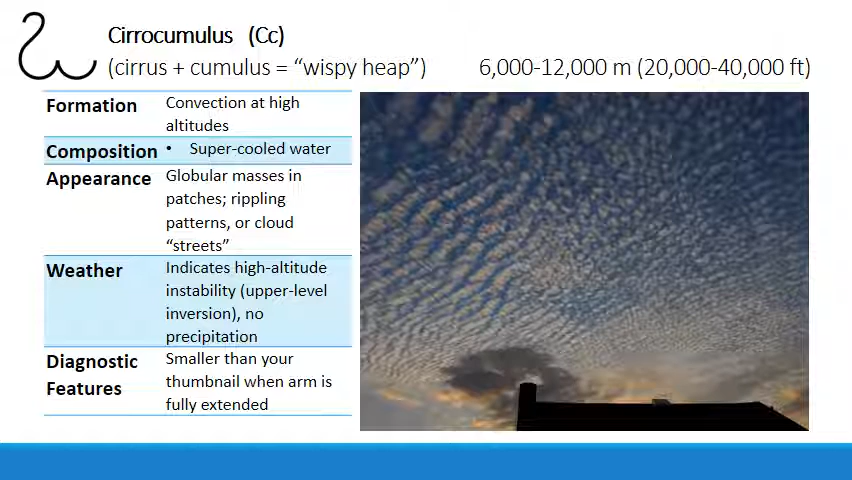 Cirrocumulus (Cc)
(cirrus + cumulus = “wispy heap”) 6,000-12,000 m (20,000-40,000 ft)
Formation Convection at high
altitudes
Composition • Super-cooled water
Appearance Globular masses in
patches; rippling
patterns, or cloud
“streets”
Weather Indicates high-altitude
instability (upper-level
inversion), no
precipitation
Diagnostic Smaller than your
Features thumbnail when arm is
fully extended